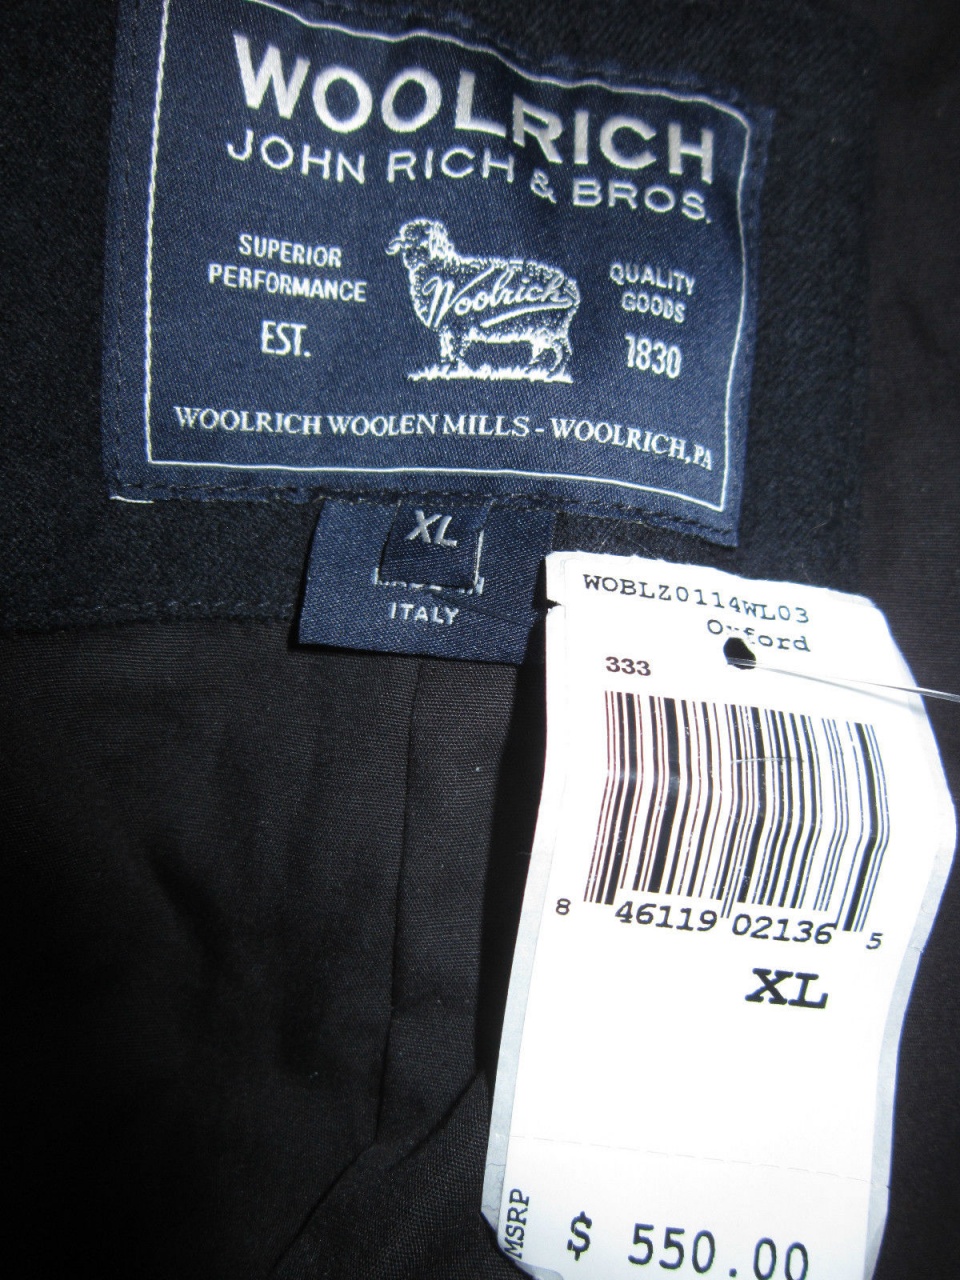 WOOLRICH
JOHN RICH & BROS.
SUPERIOR
PERFORMANCE
EST.
Woolrich
QUALITY
GOODS
1830
WOOLRICH WOOLEN MILLS - WOOLRICH, PA
XL
ITALY
WOBLZ0114WL03
Oxford
333
8 46119 02136 5
XL
MSRP
$ 550.00